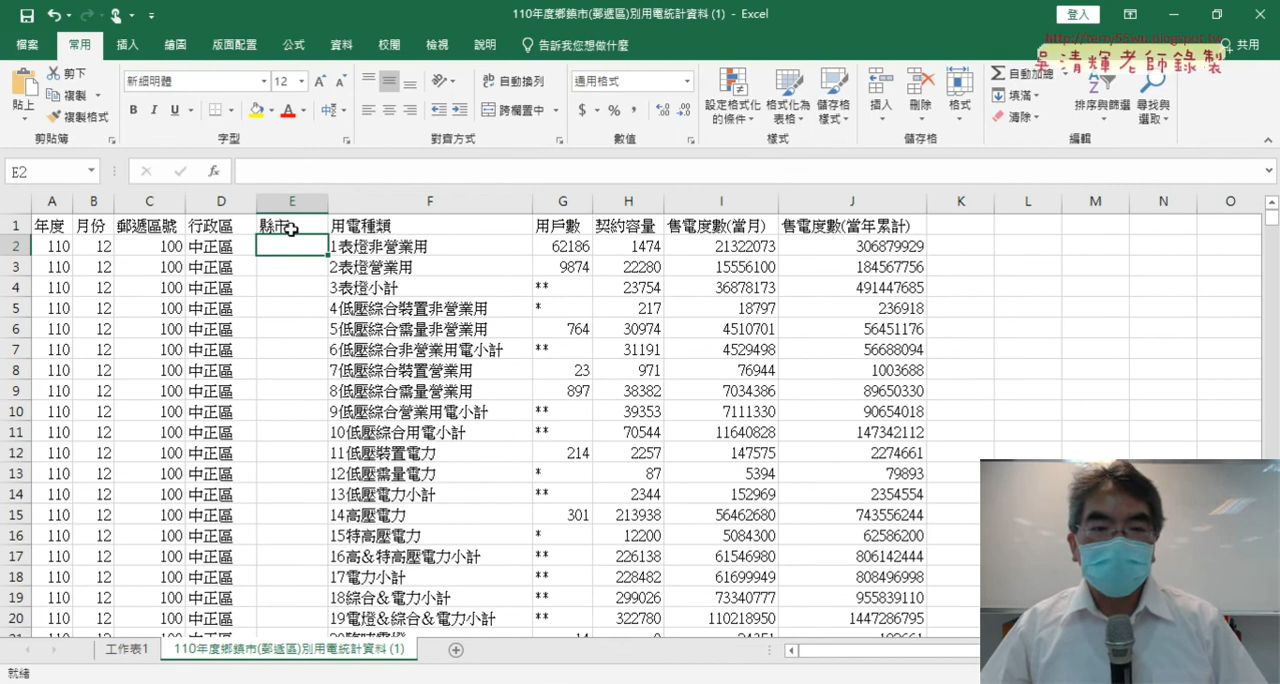 110年度鄉鎮市(郵遞區)別用電統計資料 (1) - Excel
登入
檔案 常用 插入 繪圖 版面配置 公式 資料 校閱 檢視 說明 告訴我您想做什麼 共用
http://terry55wu.blogspot.tw
吳清輝老師錄製
貼上 剪下 複製 複製格式 剪貼簿
新細明體 12 B I U 中 字型
自動換列 跨欄置中 對齊方式
通用格式 $ % , 數值
設定格式化的條件 格式化為表格 儲存格樣式 樣式
插入 刪除 格式 儲存格
自動加總 填滿 清除 排序與篩選 尋找與選取 編輯
E2 fx
A B C D E F G H I J K L M N O
1 年度 月份 郵遞區號 行政區 縣市 用電種類 用戶數 契約容量 售電度數(當月) 售電度數(當年累計)
2 110 12 100 中正區 1表燈非營業用 62186 1474 21322073 306879929
3 110 12 100 中正區 2表燈營業用 9874 22280 15556100 184567756
4 110 12 100 中正區 3表燈小計 ** 23754 36878173 491447685
5 110 12 100 中正區 4低壓綜合裝置非營業用 * 217 18797 236918
6 110 12 100 中正區 5低壓綜合需量非營業用 764 30974 4510701 56451176
7 110 12 100 中正區 6低壓綜合非營業用電小計 ** 31191 4529498 56688094
8 110 12 100 中正區 7低壓綜合裝置營業用 23 971 76944 1003688
9 110 12 100 中正區 8低壓綜合需量營業用 897 38382 7034386 89650330
10 110 12 100 中正區 9低壓綜合營業用電小計 ** 39353 7111330 90654018
11 110 12 100 中正區 10低壓綜合用電小計 ** 70544 11640828 147342112
12 110 12 100 中正區 11低壓裝置電力 214 2257 147575 2274661
13 110 12 100 中正區 12低壓需量電力 * 87 5394 79893
14 110 12 100 中正區 13低壓電力小計 ** 2344 152969 2354554
15 110 12 100 中正區 14高壓電力 301 213938 56462680 743556244
16 110 12 100 中正區 15特高壓電力 * 12200 5084300 62586200
17 110 12 100 中正區 16高&特高壓電力小計 ** 226138 61546980 806142444
18 110 12 100 中正區 17電力小計 ** 228482 61699949 808496998
19 110 12 100 中正區 18綜合&電力小計 ** 299026 73340777 955839110
20 110 12 100 中正區 19電燈&綜合&電力小計 ** 322780 110218950 1447286795
工作表1 110年度鄉鎮市(郵遞區)別用電統計資料 (1)
就緒